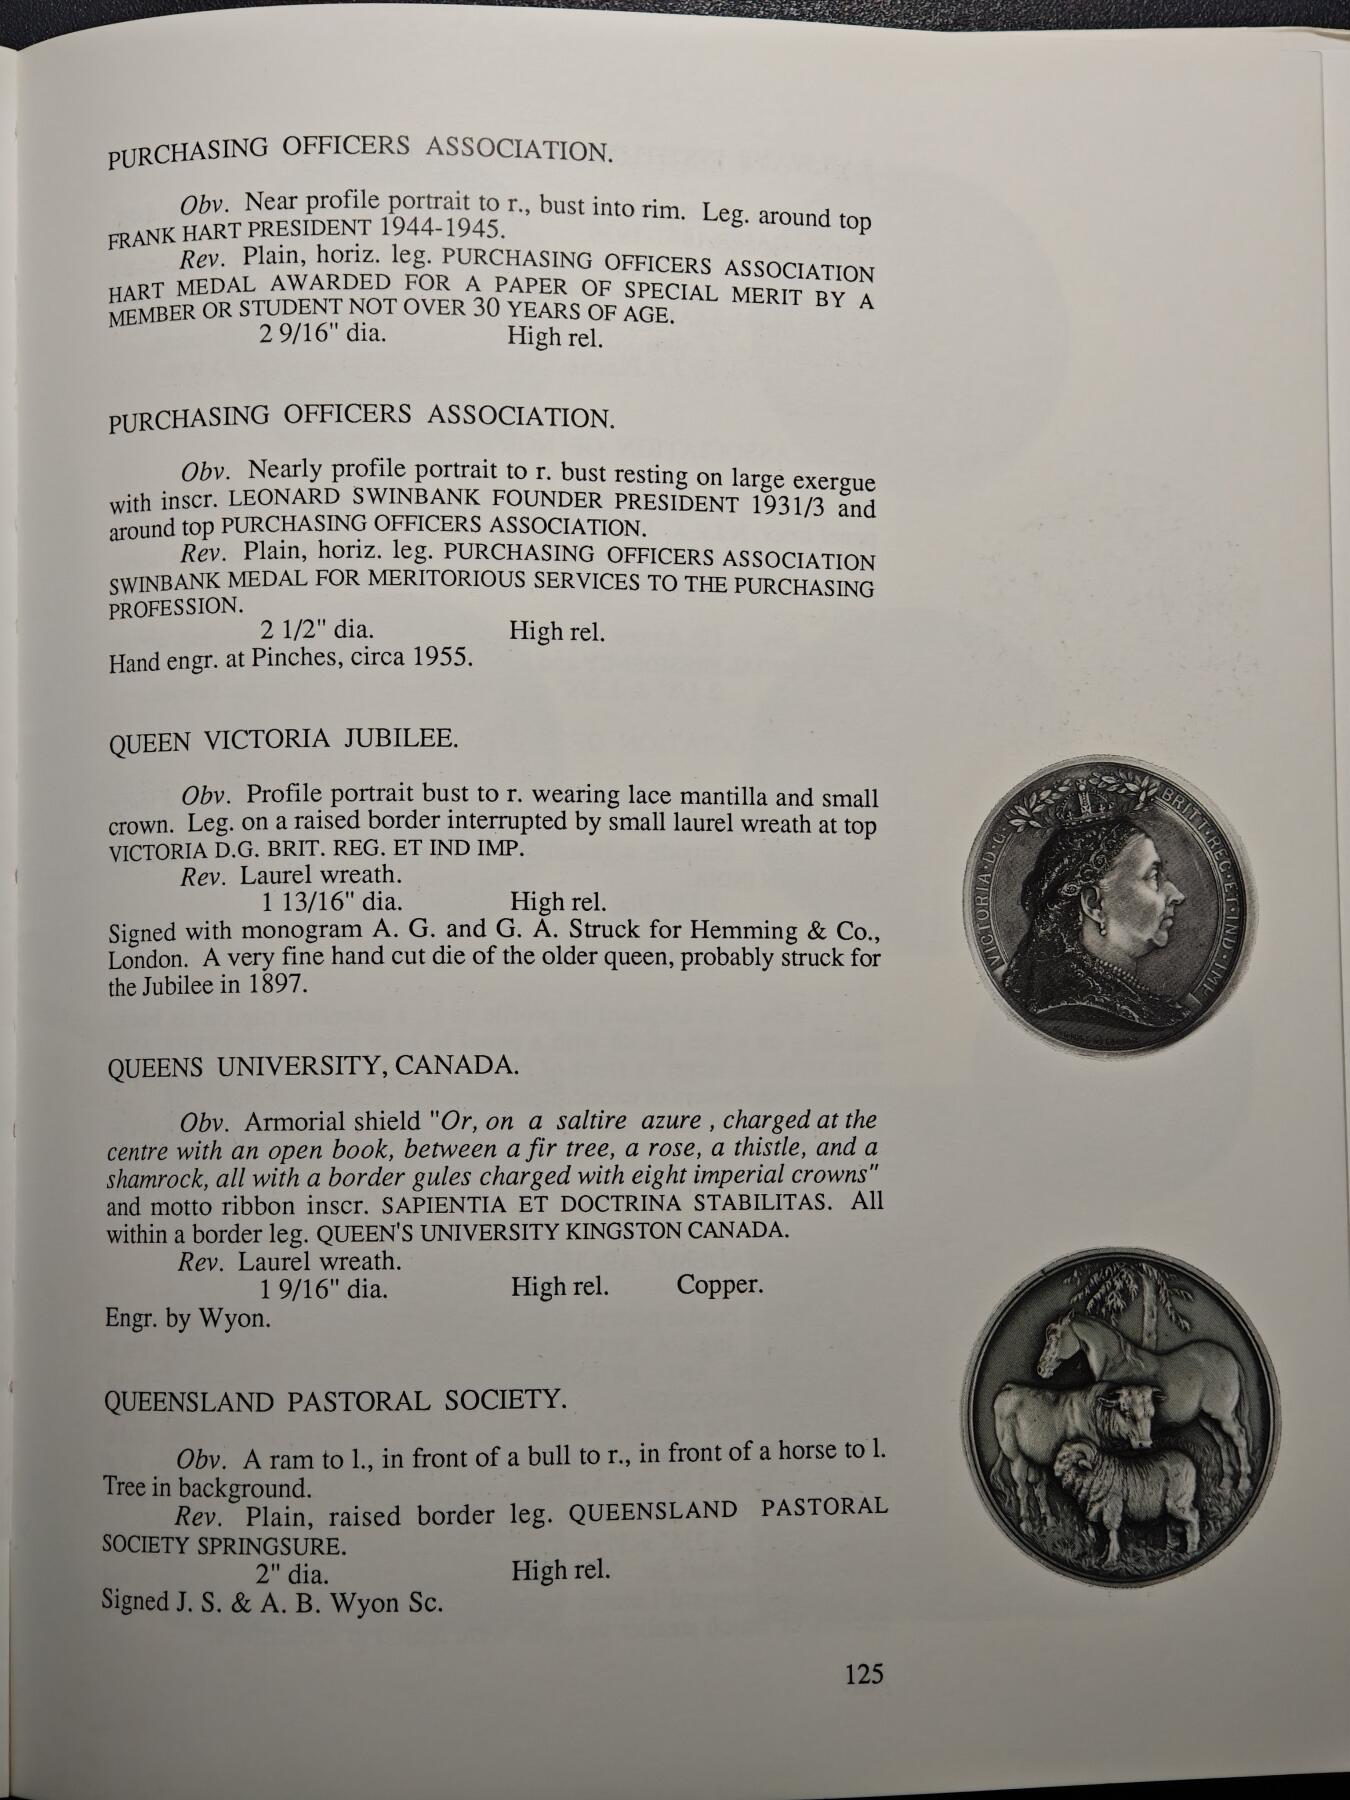 PURCHASING OFFICERS ASSOCIATION.
Obv. Near profile portrait to r., bust into rim. Leg. around top
FRANK HART PRESIDENT 1944-1945.
Rev. Plain, horiz. leg. PURCHASING OFFICERS ASSOCIATION
HART MEDAL AWARDED FOR A PAPER OF SPECIAL MERIT BY A
MEMBER OR STUDENT NOT OVER 30 YEARS OF AGE.
2 9/16" dia. High rel.
PURCHASING OFFICERS ASSOCIATION.
Obv. Nearly profile portrait to r. bust resting on large exergue
with inscr. LEONARD SWINBANK FOUNDER PRESIDENT 1931/3 and
around top PURCHASING OFFICERS ASSOCIATION.
Rev. Plain, horiz. leg. PURCHASING OFFICERS ASSOCIATION
SWINBANK MEDAL FOR MERITORIOUS SERVICES TO THE PURCHASING
PROFESSION.
2 1/2" dia. High rel.
Hand engr. at Pinches, circa 1955.
QUEEN VICTORIA JUBILEE.
Obv. Profile portrait bust to r. wearing lace mantilla and small
crown. Leg. on a raised border interrupted by small laurel wreath at top
VICTORIA D.G. BRIT. REG. ET IND IMP.
Rev. Laurel wreath.
1 13/16" dia. High rel.
Signed with monogram A. G. and G. A. Struck for Hemming & Co.,
London. A very fine hand cut die of the older queen, probably struck for
the Jubilee in 1897.
VICTORIA·D·G· BRITT·REG·ET·IND·IMP
QUEENS UNIVERSITY, CANADA.
Obv. Armorial shield "Or, on a saltire azure , charged at the
centre with an open book, between a fir tree, a rose, a thistle, and a
shamrock, all with a border gules charged with eight imperial crowns"
and motto ribbon inscr. SAPIENTIA ET DOCTRINA STABILITAS. All
within a border leg. QUEEN'S UNIVERSITY KINGSTON CANADA.
Rev. Laurel wreath.
1 9/16" dia. High rel. Copper.
Engr. by Wyon.
QUEENSLAND PASTORAL SOCIETY.
Obv. A ram to l., in front of a bull to r., in front of a horse to l.
Tree in background.
Rev. Plain, raised border leg. QUEENSLAND PASTORAL
SOCIETY SPRINGSURE.
2" dia. High rel.
Signed J. S. & A. B. Wyon Sc.
125